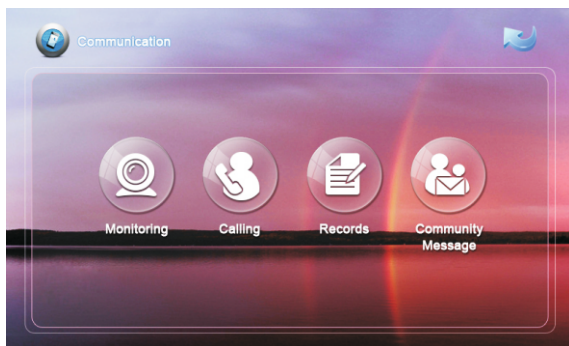 Communication
Monitoring
Calling
Records
Community
Message